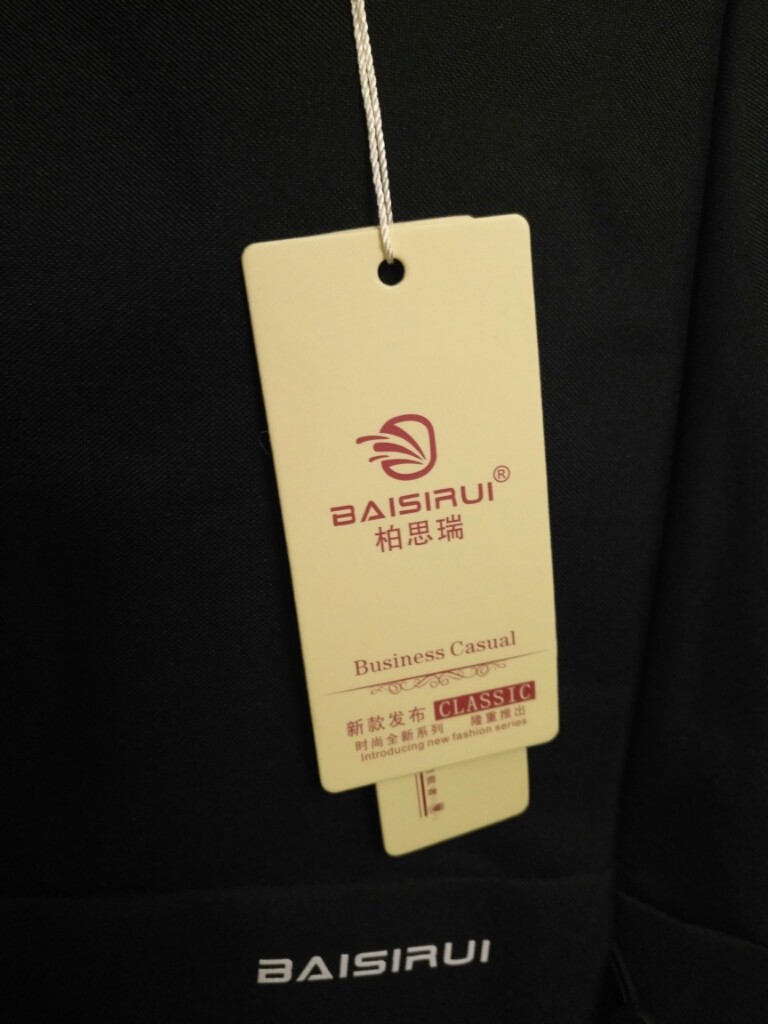 BAISIRUI®
柏思瑞
Business Casual
新款发布 CLASSIC
时尚全新系列 隆重推出
Introducing new fashion series
BAISIRUI